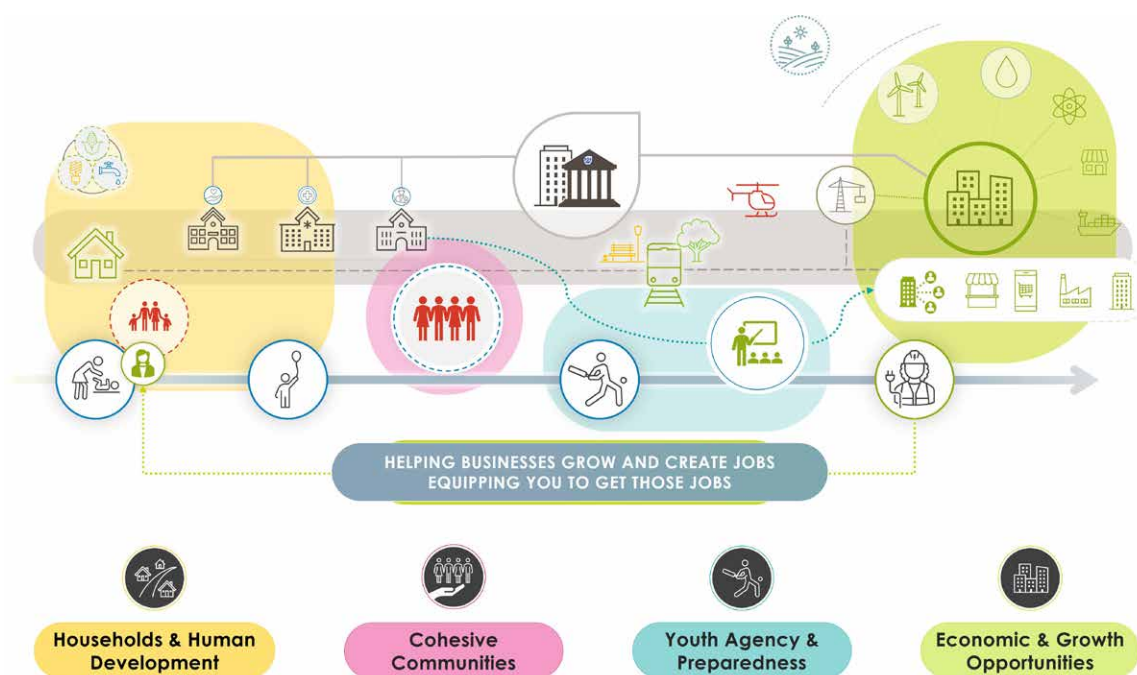 HELPING BUSINESSES GROW AND CREATE JOBS
EQUIPPING YOU TO GET THOSE JOBS
Households & Human
Development
Cohesive
Communities
Youth Agency &
Preparedness
Economic & Growth
Opportunities